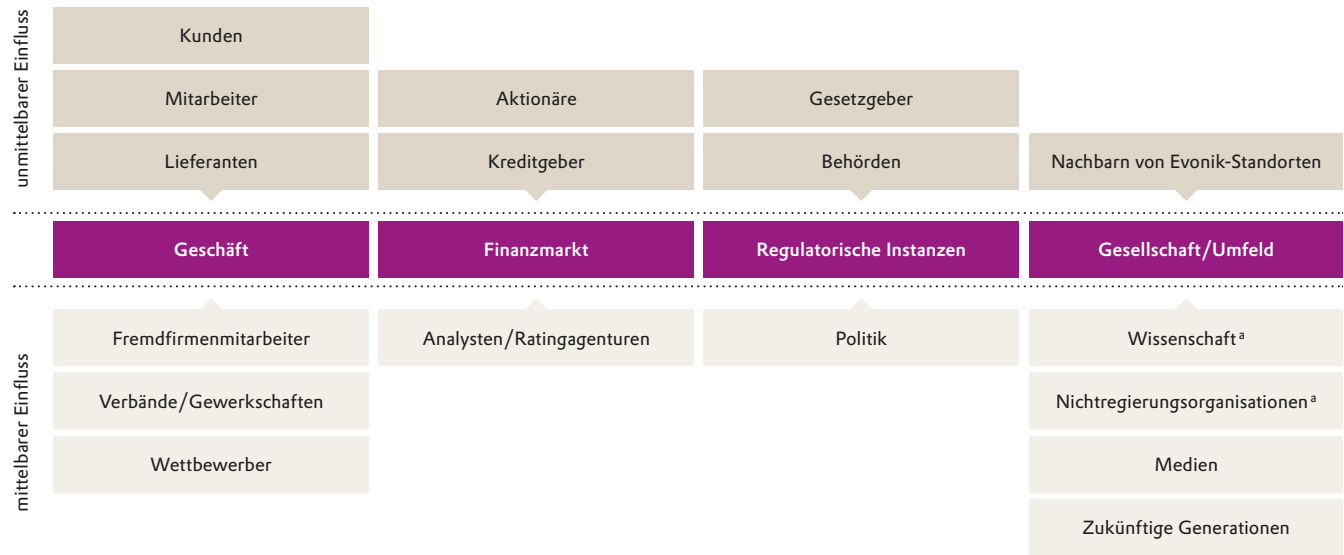 unmittelbarer Einfluss
Kunden
Mitarbeiter
Aktionäre
Gesetzgeber
Lieferanten
Kreditgeber
Behörden
Nachbarn von Evonik-Standorten
Geschäft
Finanzmarkt
Regulatorische Instanzen
Gesellschaft/Umfeld
mittelbarer Einfluss
Fremdfirmenmitarbeiter
Analysten/Ratingagenturen
Politik
Wissenschaft ª
Verbände/Gewerkschaften
Nichtregierungsorganisationen ª
Wettbewerber
Medien
Zukünftige Generationen